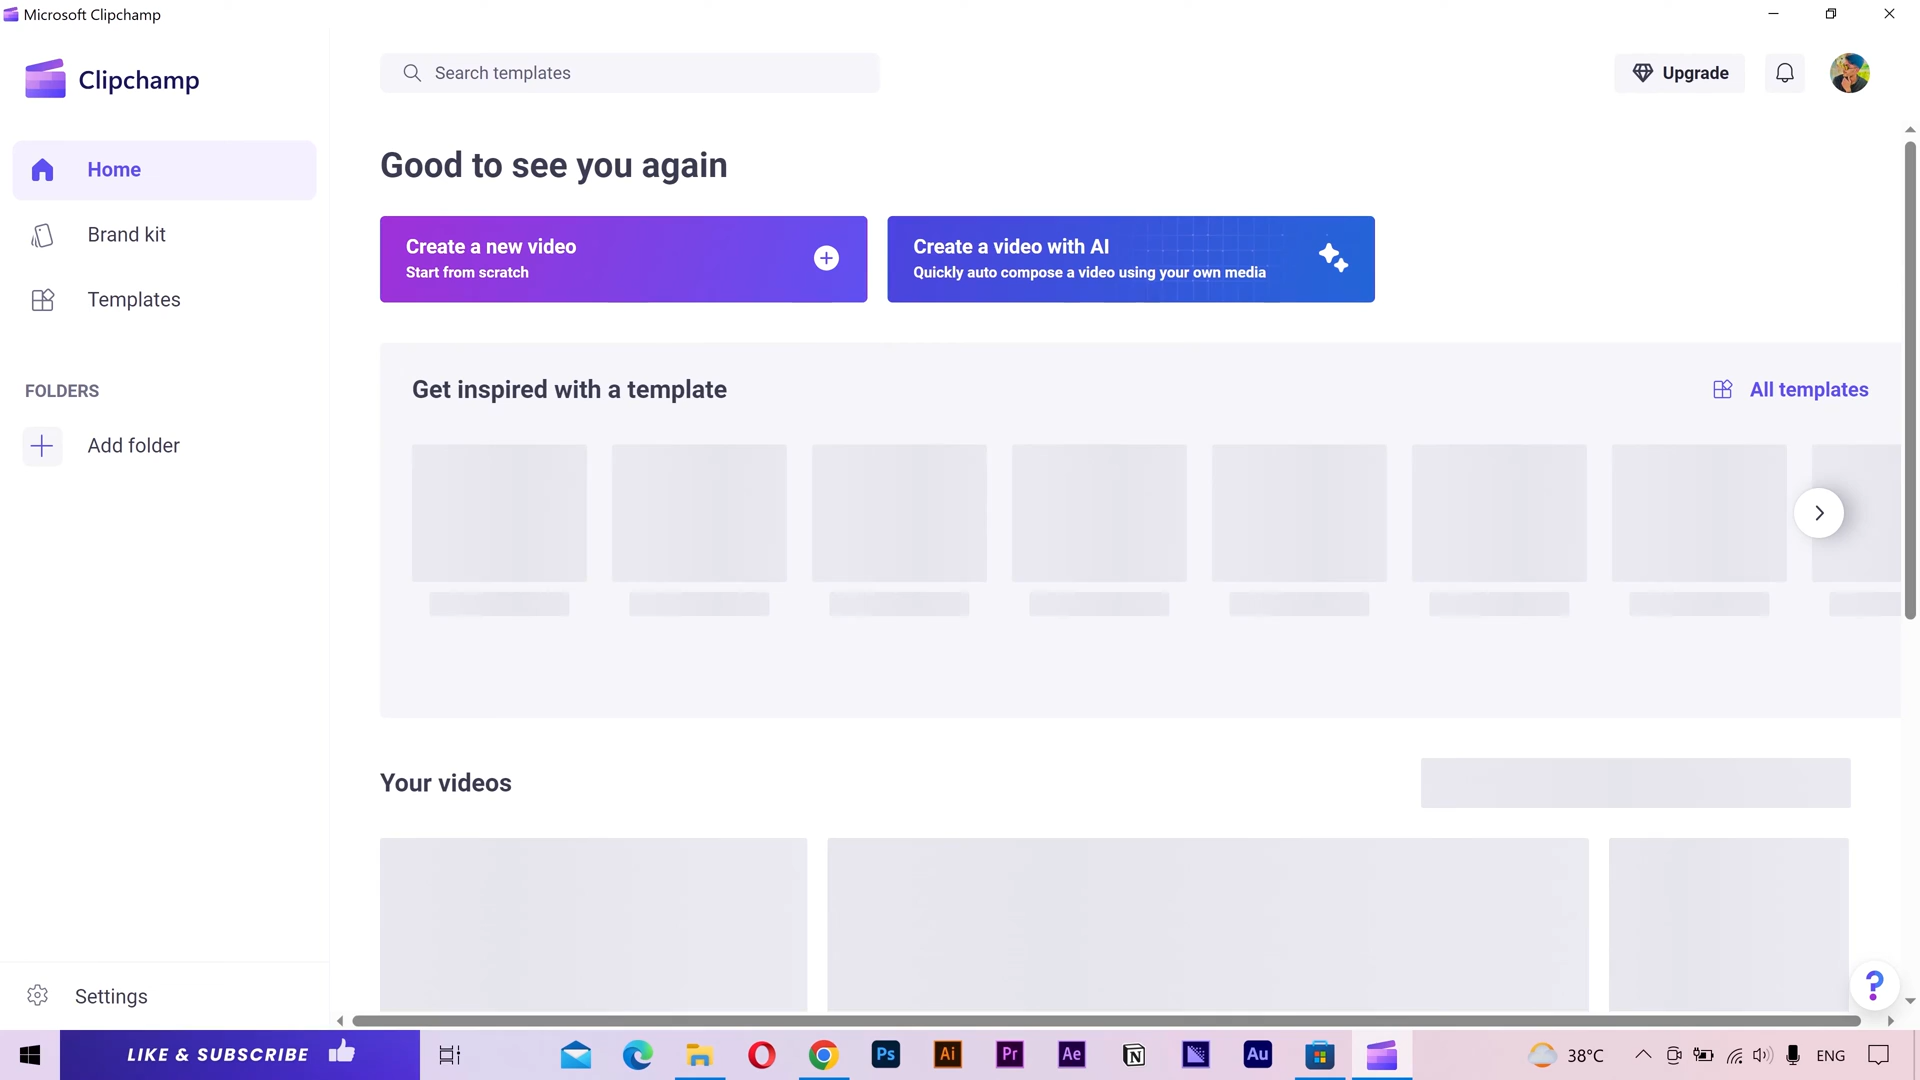 Microsoft Clipchamp
Clipchamp
Search templates
Upgrade
Home
Brand kit
Templates
FOLDERS
Add folder
Settings
Good to see you again
Create a new video
Start from scratch
Create a video with AI
Quickly auto compose a video using your own media
Get inspired with a template
All templates
Your videos
?
LIKE & SUBSCRIBE
Ps
Ai
Pr
Ae
N
Au
38°C
ENG